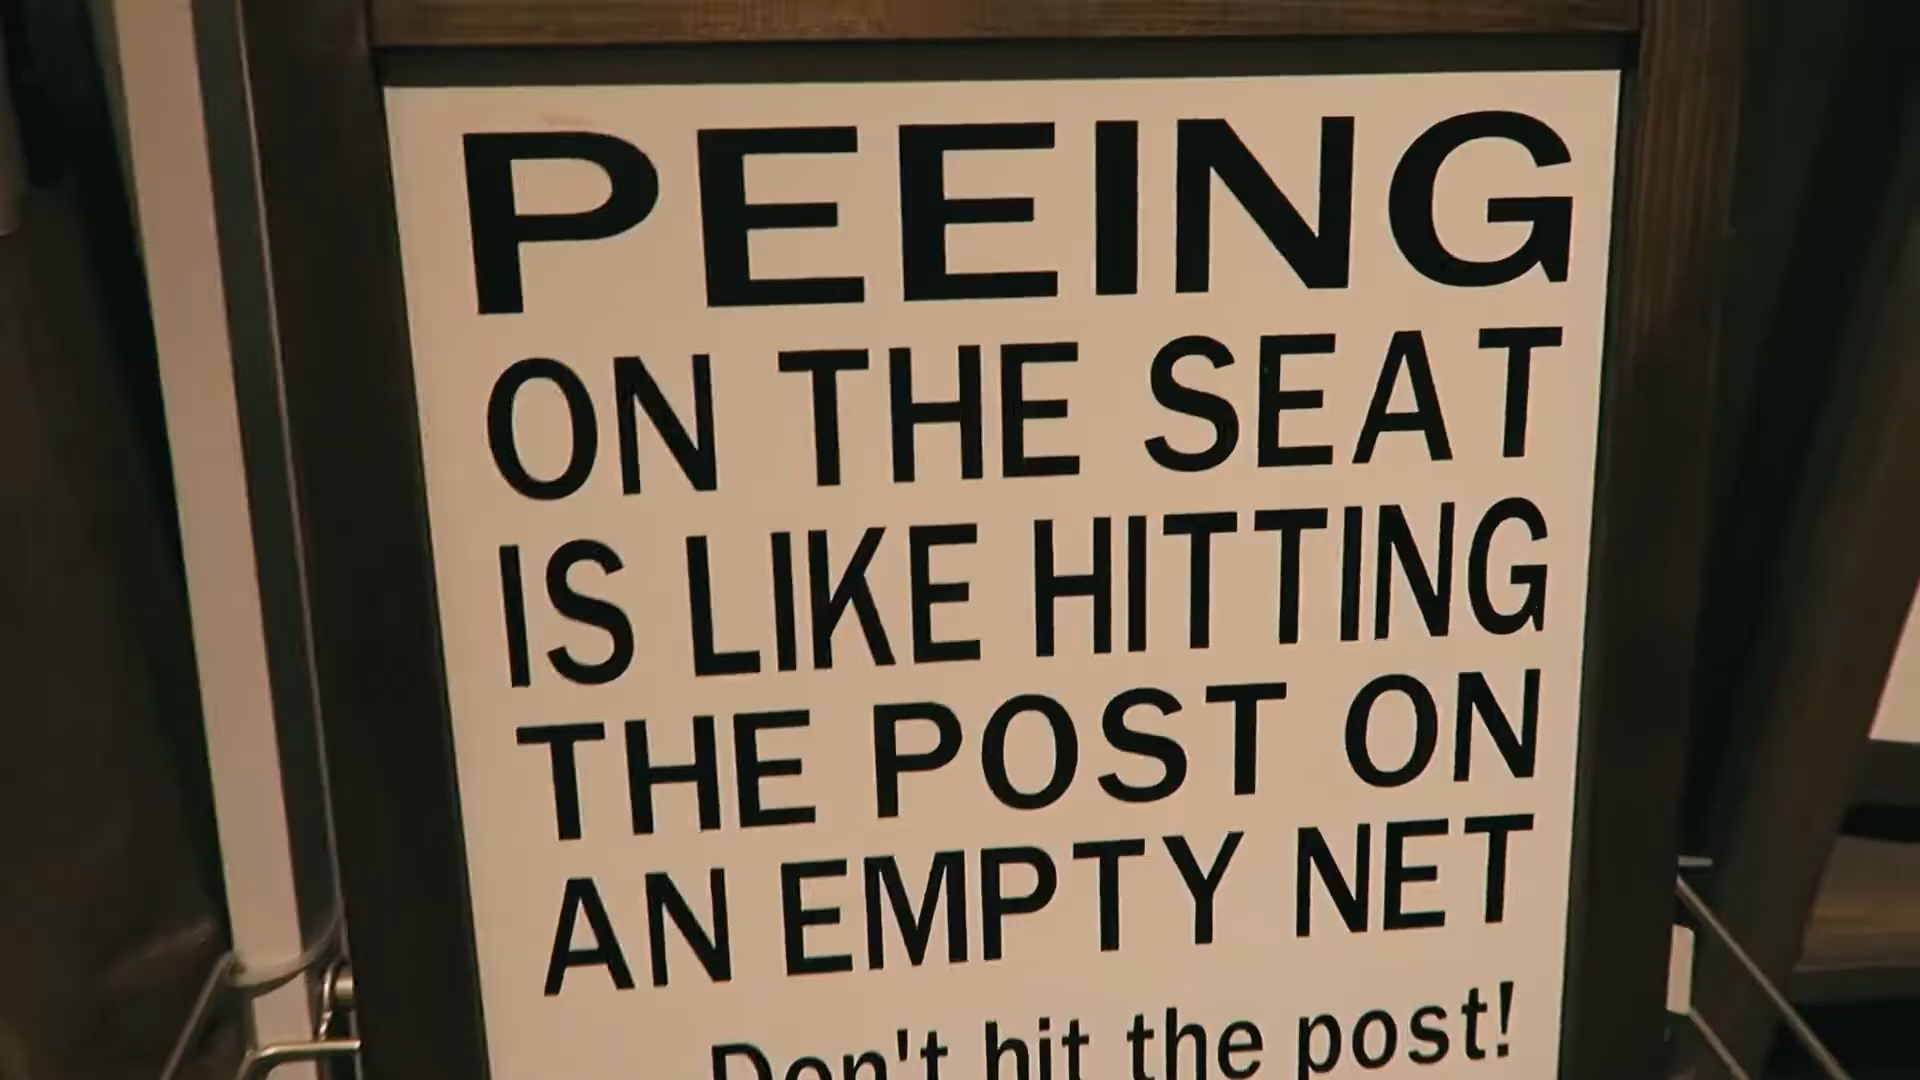 PEEING
ON THE SEAT
IS LIKE HITTING
THE POST ON
AN EMPTY NET
Don't hit the post!